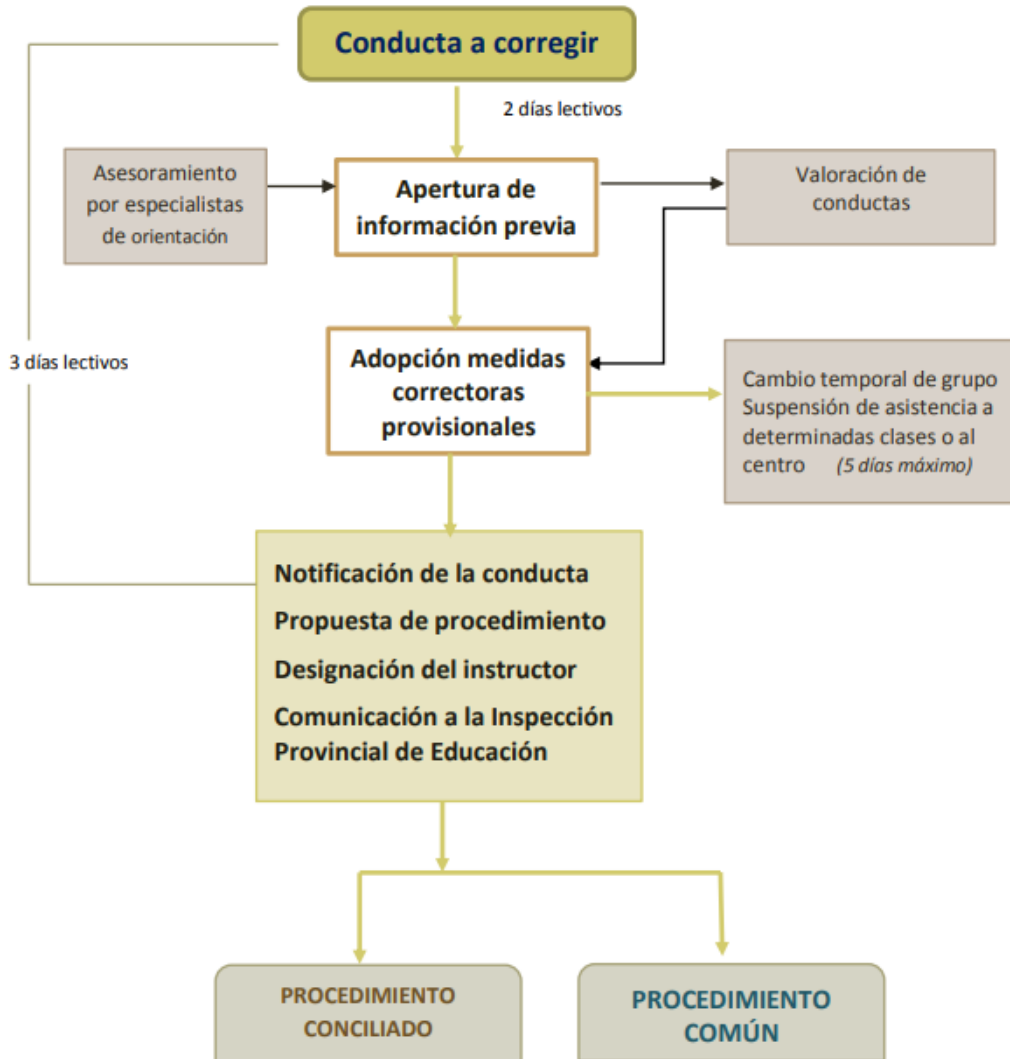 Conducta a corregir
2 días lectivos
Asesoramiento
por especialistas
de orientación
Apertura de
información previa
Valoración de
conductas
3 días lectivos
Adopción medidas
correctoras
provisionales
Cambio temporal de grupo
Suspensión de asistencia a
determinadas clases o al
centro (5 días máximo)
Notificación de la conducta
Propuesta de procedimiento
Designación del instructor
Comunicación a la Inspección
Provincial de Educación
PROCEDIMIENTO
CONCILIADO
PROCEDIMIENTO
COMÚN